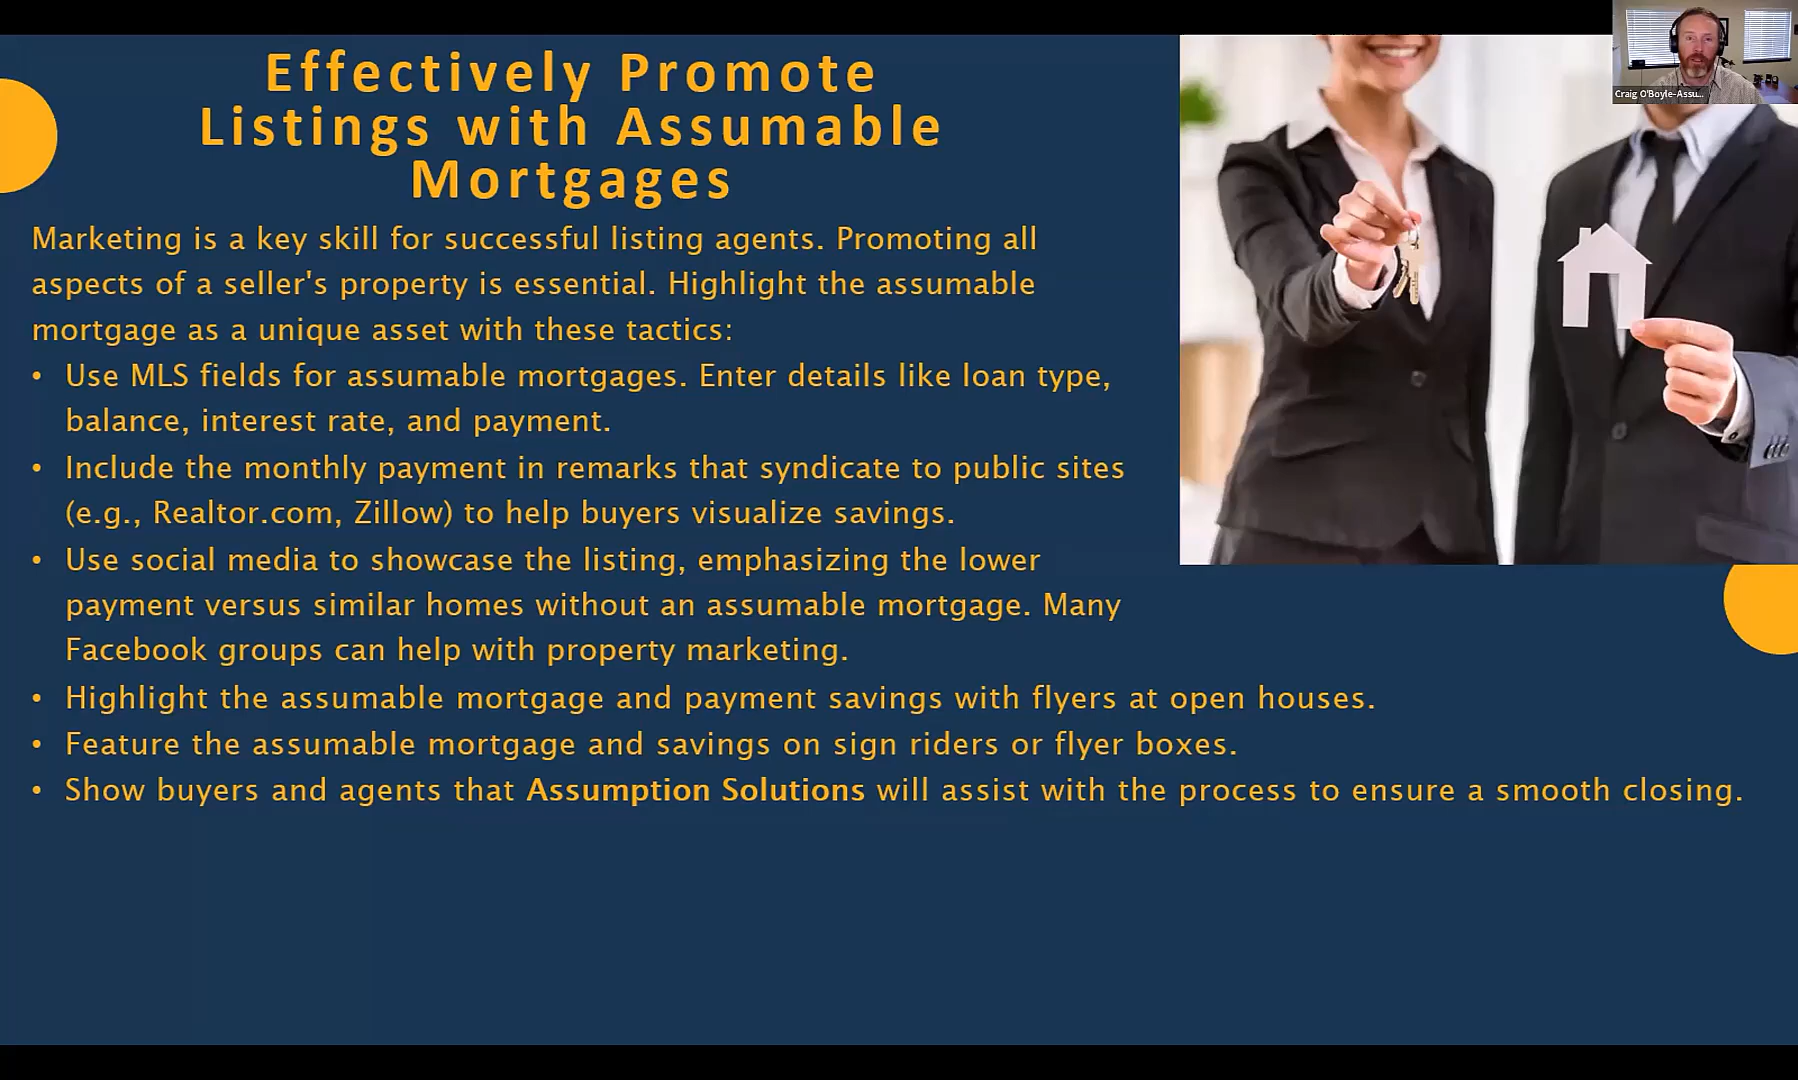 Effectively Promote
Listings with Assumable
Mortgages
Marketing is a key skill for successful listing agents. Promoting all
aspects of a seller's property is essential. Highlight the assumable
mortgage as a unique asset with these tactics:
• Use MLS fields for assumable mortgages. Enter details like loan type,
balance, interest rate, and payment.
• Include the monthly payment in remarks that syndicate to public sites
(e.g., Realtor.com, Zillow) to help buyers visualize savings.
• Use social media to showcase the listing, emphasizing the lower
payment versus similar homes without an assumable mortgage. Many
Facebook groups can help with property marketing.
• Highlight the assumable mortgage and payment savings with flyers at open houses.
• Feature the assumable mortgage and savings on sign riders or flyer boxes.
• Show buyers and agents that Assumption Solutions will assist with the process to ensure a smooth closing.
Craig O'Boyle-Assu...